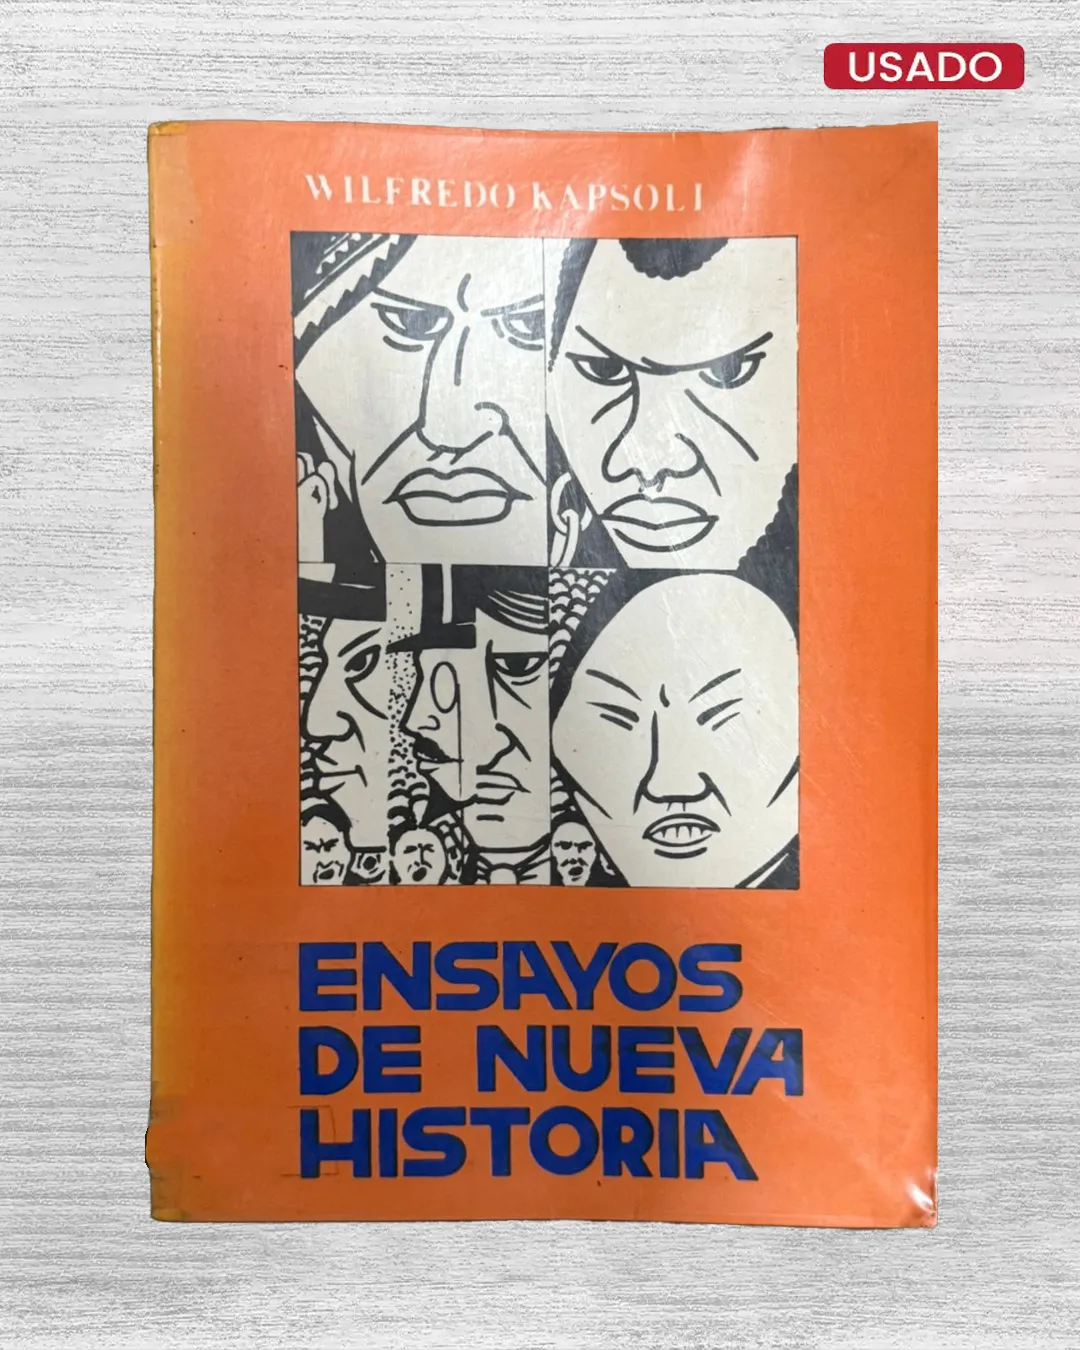 USADO
WILFREDO KAPSOLI
ENSAYOS
DE NUEVA
HISTORIA